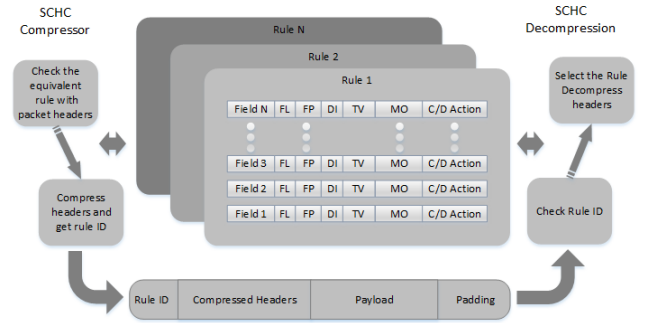 SCHC
Compressor
SCHC
Decompression
Rule N
Rule 2
Rule 1
Check the
equivalent
rule with
packet headers
Select the Rule
Decompress
headers
Field N FL FP DI TV MO C/D Action
Field 3 FL FP DI TV MO C/D Action
Field 2 FL FP DI TV MO C/D Action
Field 1 FL FP DI TV MO C/D Action
Compress
headers and
get rule ID
Check Rule ID
Rule ID Compressed Headers Payload Padding